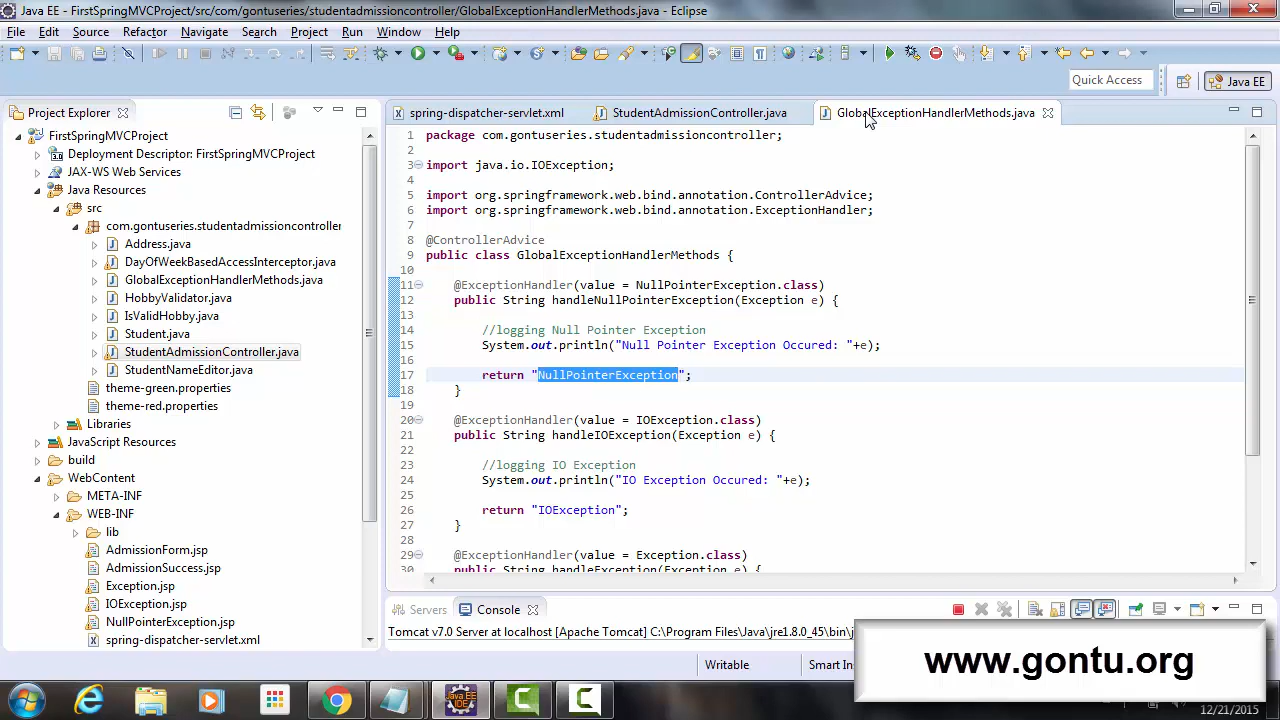 Java EE - FirstSpringMVCProject/src/com/gontuseries/studentadmissioncontroller/GlobalExceptionHandlerMethods.java - Eclipse
File Edit Source Refactor Navigate Search Project Run Window Help
Quick Access
Java EE
Project Explorer
FirstSpringMVCProject
Deployment Descriptor: FirstSpringMVCProject
JAX-WS Web Services
Java Resources
src
com.gontuseries.studentadmissioncontroller
Address.java
DayOfWeekBasedAccessInterceptor.java
GlobalExceptionHandlerMethods.java
HobbyValidator.java
IsValidHobby.java
Student.java
StudentAdmissionController.java
StudentNameEditor.java
theme-green.properties
theme-red.properties
Libraries
JavaScript Resources
build
WebContent
META-INF
WEB-INF
lib
AdmissionForm.jsp
AdmissionSuccess.jsp
Exception.jsp
IOException.jsp
NullPointerException.jsp
spring-dispatcher-servlet.xml
spring-dispatcher-servlet.xml StudentAdmissionController.java GlobalExceptionHandlerMethods.java
1 package com.gontuseries.studentadmissioncontroller;
2
3 import java.io.IOException;
4
5 import org.springframework.web.bind.annotation.ControllerAdvice;
6 import org.springframework.web.bind.annotation.ExceptionHandler;
7
8 @ControllerAdvice
9 public class GlobalExceptionHandlerMethods {
10
11 @ExceptionHandler(value = NullPointerException.class)
12 public String handleNullPointerException(Exception e) {
13
14 //logging Null Pointer Exception
15 System.out.println("Null Pointer Exception Occured: "+e);
16
17 return "NullPointerException";
18 }
19
20 @ExceptionHandler(value = IOException.class)
21 public String handleIOException(Exception e) {
22
23 //logging IO Exception
24 System.out.println("IO Exception Occured: "+e);
25
26 return "IOException";
27 }
28
29 @ExceptionHandler(value = Exception.class)
30 public String handleException(Exception e) {
Servers Console
Tomcat v7.0 Server at localhost [Apache Tomcat] C:\Program Files\Java\jre1.8.0_45\bin\
Writable Smart In
www.gontu.org
Java EE IDE
12/21/2015